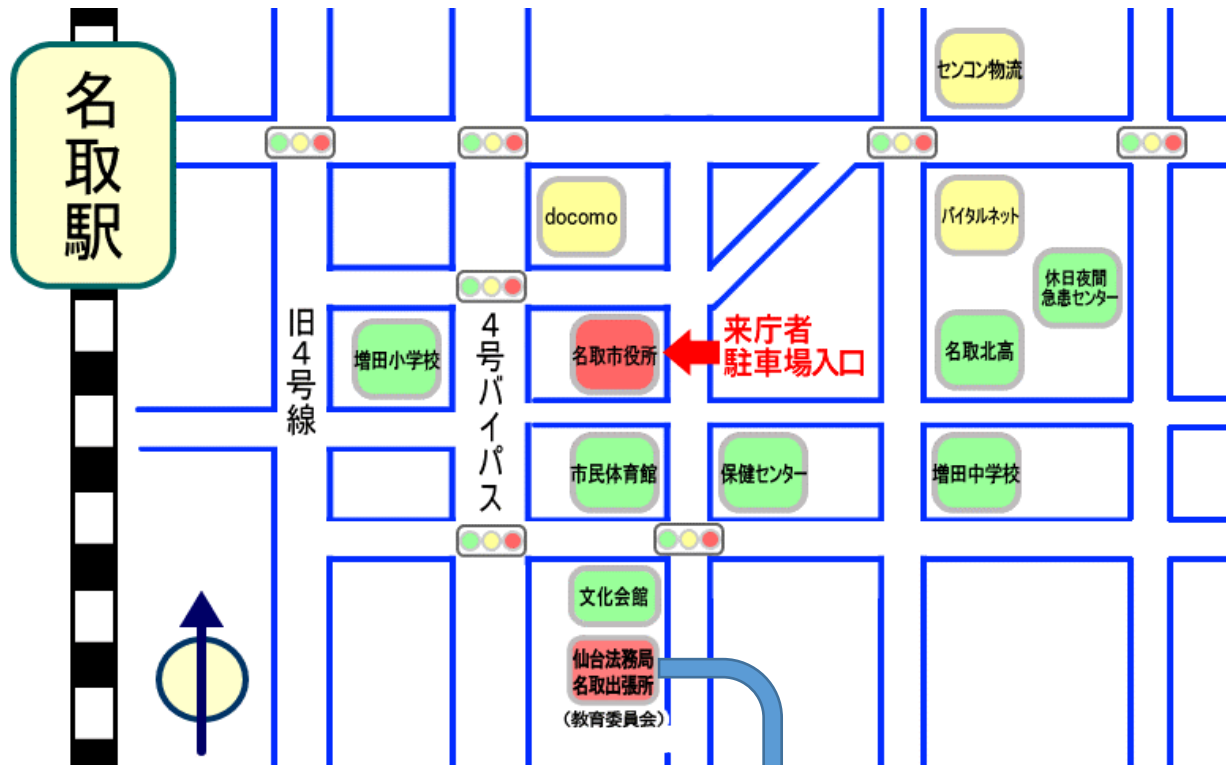 名取駅
センコン物流
docomo
バイタルネット
休日夜間
急患センター
旧4号線
増田小学校
4号バイパス
名取市役所
来庁者
駐車場入口
名取北高
市民体育館
保健センター
増田中学校
文化会館
仙台法務局
名取出張所
（教育委員会）